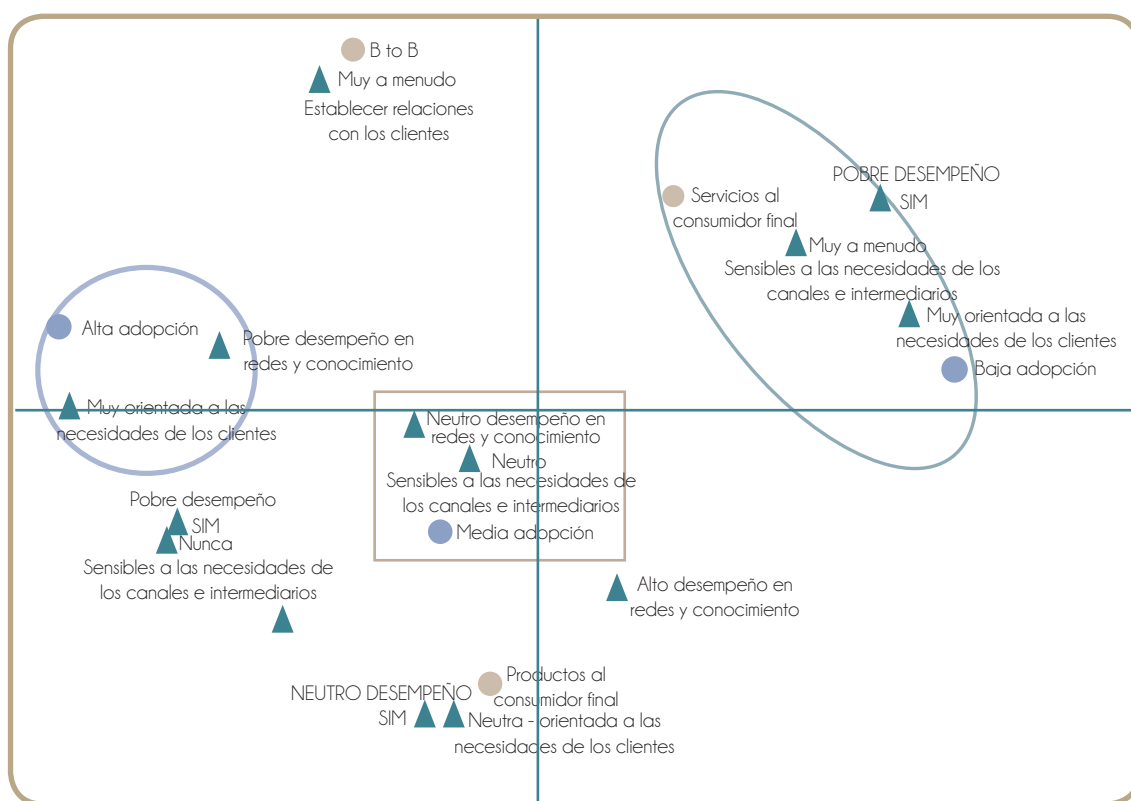 B to B
Muy a menudo
Establecer relaciones
con los clientes
POBRE DESEMPEÑO
SIM
Servicios al
consumidor final
Muy a menudo
Sensibles a las necesidades de los
canales e intermediarios
Muy orientada a las
necesidades de los clientes
Baja adopción
Alta adopción
Pobre desempeño en
redes y conocimiento
Muy orientada a las
necesidades de los clientes
Neutro desempeño en
redes y conocimiento
Neutro
Sensibles a las necesidades de
los canales e intermediarios
Media adopción
Pobre desempeño
SIM
Nunca
Sensibles a las necesidades de
los canales e intermediarios
Alto desempeño en
redes y conocimiento
Productos al
consumidor final
NEUTRO DESEMPEÑO
SIM
Neutra - orientada a las
necesidades de los clientes